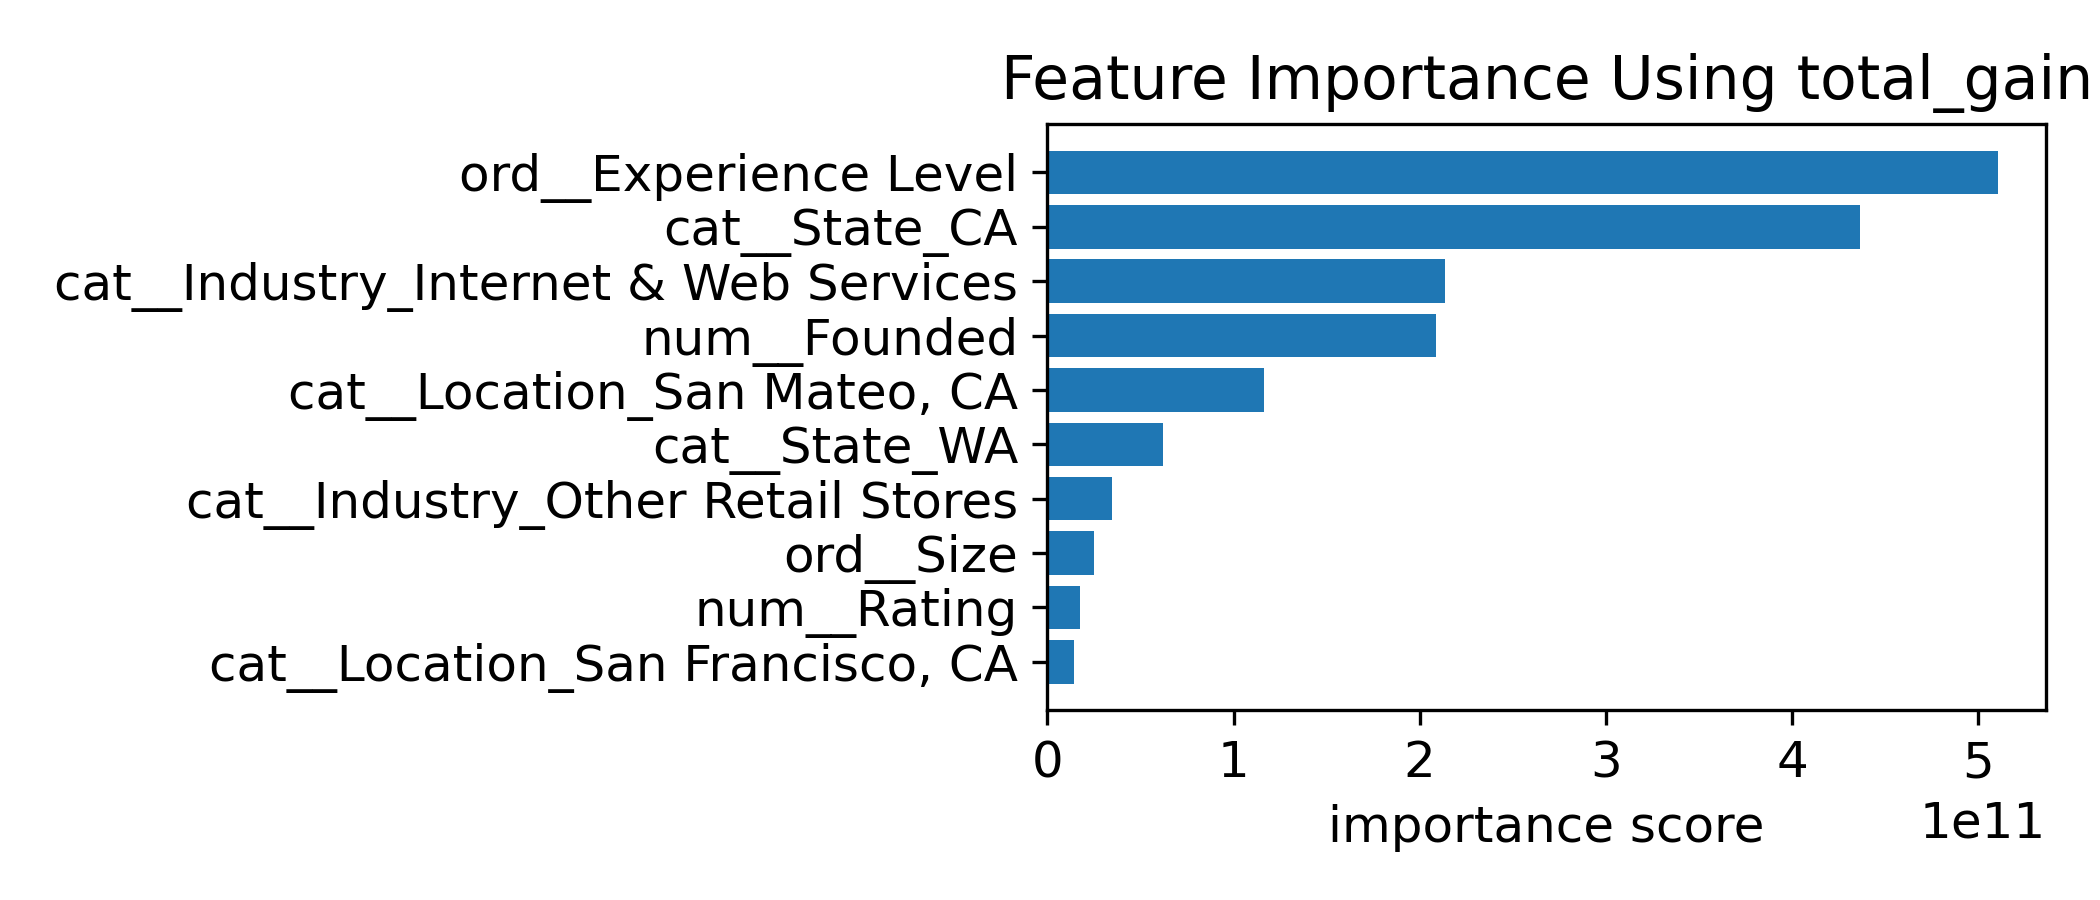 Feature Importance Using total_gain
ord__Experience Level
cat__State_CA
cat__Industry_Internet & Web Services
num__Founded
cat__Location_San Mateo, CA
cat__State_WA
cat__Industry_Other Retail Stores
ord__Size
num__Rating
cat__Location_San Francisco, CA
0 1 2 3 4 5
importance score
1e11